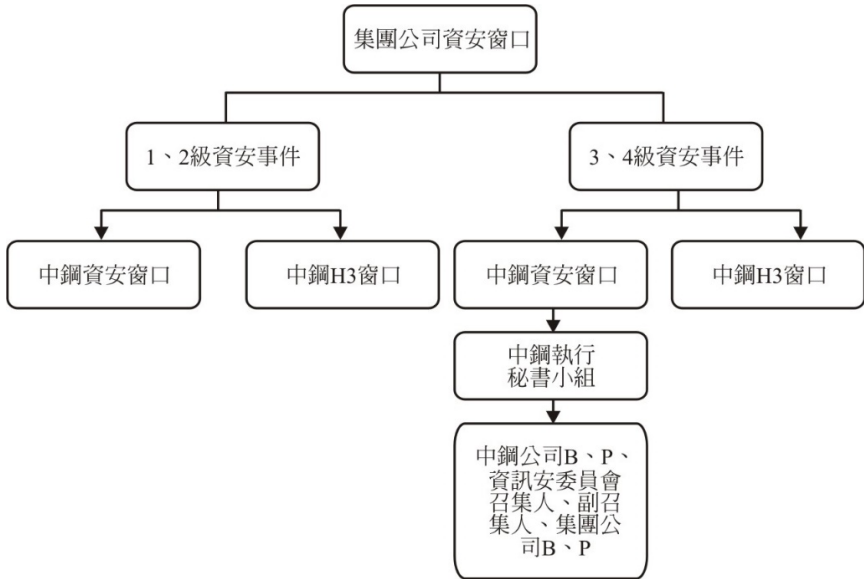 集團公司資安窗口
1、2級資安事件
3、4級資安事件
中鋼資安窗口
中鋼H3窗口
中鋼資安窗口
中鋼H3窗口
中鋼執行
秘書小組
中鋼公司B、P、
資訊安委員會
召集人、副召
集人、集團公
司B、P